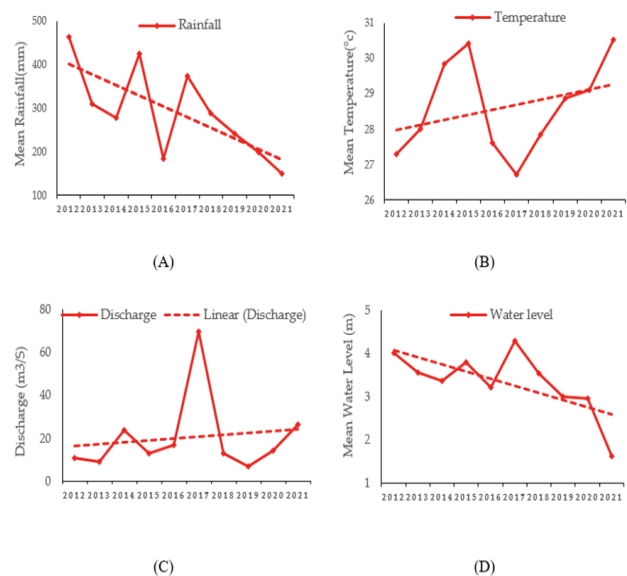 Rainfall
Mean Rainfall(mm)
500
400
300
200
100
2012 2013 2014 2015 2016 2017 2018 2019 2020 2021
(A)
Temperature
Mean Temperature(°c)
31
30
29
28
27
26
2012 2013 2014 2015 2016 2017 2018 2019 2020 2021
(B)
Discharge
Linear (Discharge)
Discharge (m3/S)
80
60
40
20
0
2012 2013 2014 2015 2016 2017 2018 2019 2020 2021
(C)
Water level
Mean Water Level (m)
5
4
3
2
1
2012 2013 2014 2015 2016 2017 2018 2019 2020 2021
(D)